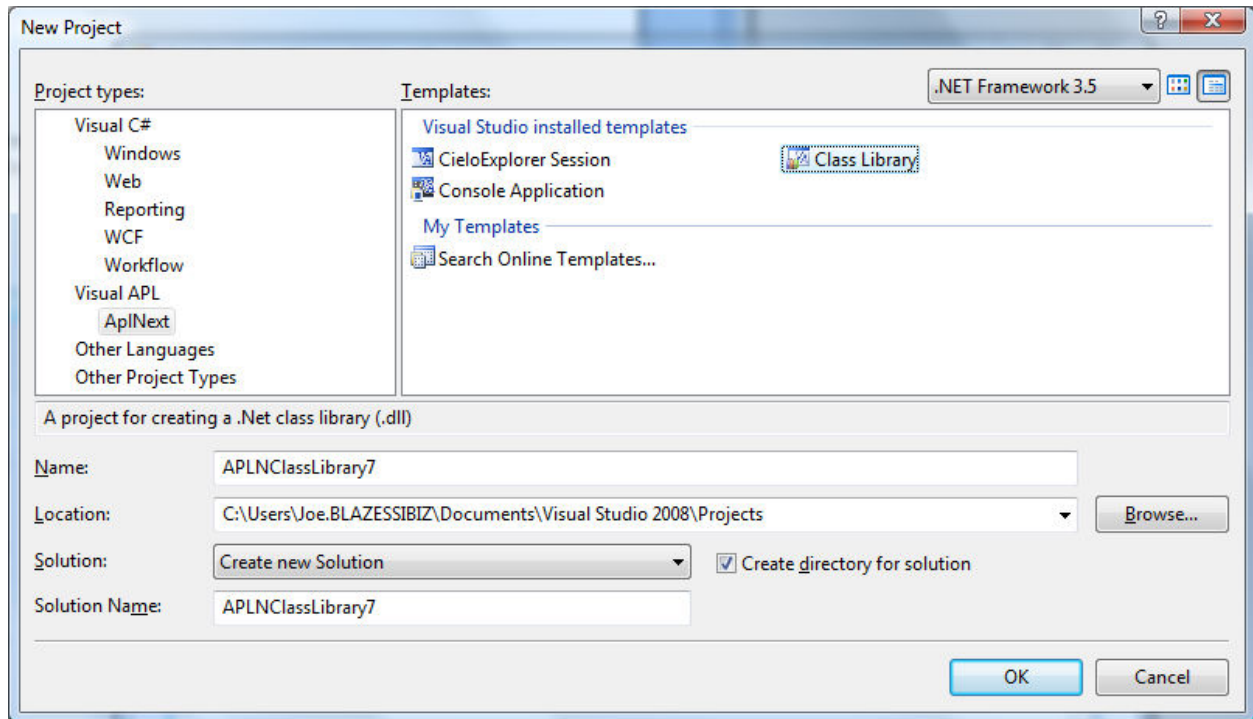 New Project
Project types:
Templates:
.NET Framework 3.5
Visual C#
Windows
Web
Reporting
WCF
Workflow
Visual APL
AplNext
Other Languages
Other Project Types
Visual Studio installed templates
CieloExplorer Session
Class Library
Console Application
My Templates
Search Online Templates...
A project for creating a .Net class library (.dll)
Name: APLNClassLibrary7
Location: C:\Users\Joe.BLAZESSIBIZ\Documents\Visual Studio 2008\Projects Browse...
Solution: Create new Solution Create directory for solution
Solution Name: APLNClassLibrary7
OK Cancel